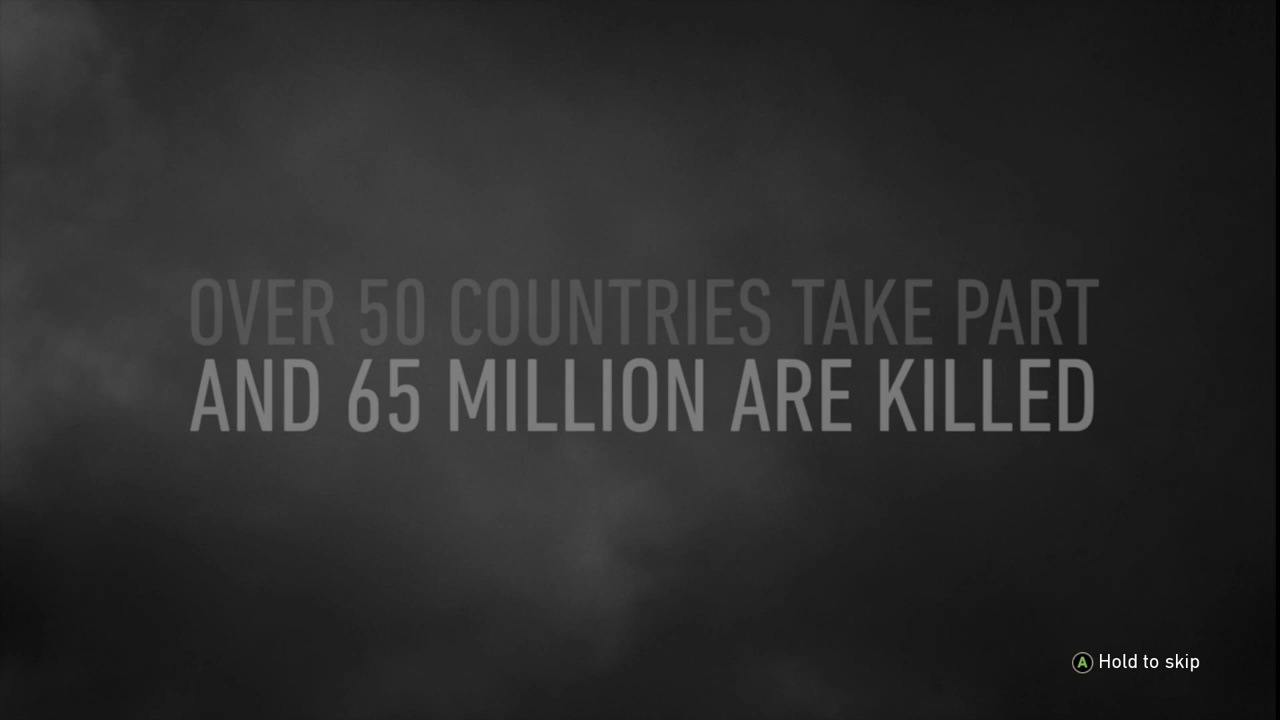 OVER 50 COUNTRIES TAKE PART
AND 65 MILLION ARE KILLED
A Hold to skip